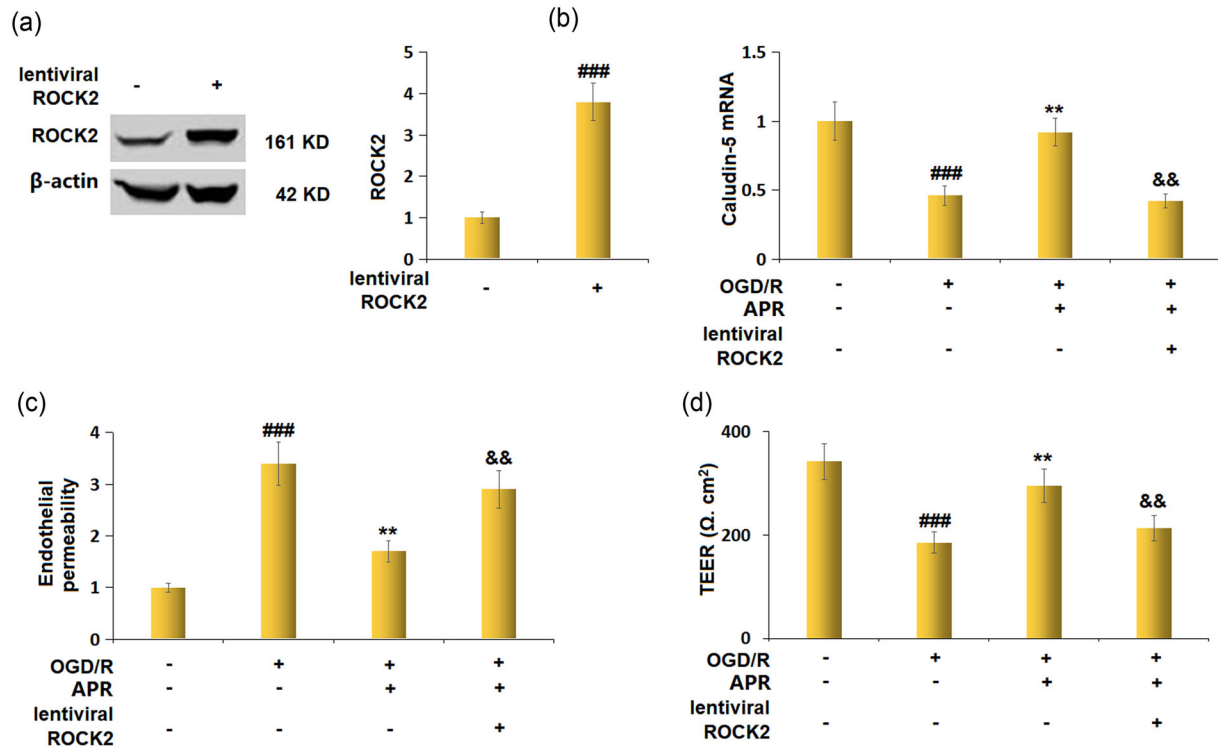 (a)
lentiviral
ROCK2
- +
ROCK2
161 KD
β-actin
42 KD
ROCK2
5
4
3
2
1
0
###
lentiviral
ROCK2
- +
(b)
Caludin-5 mRNA
1.5
1
0.5
0
###
**
&&
OGD/R - + + +
APR - - + +
lentiviral
ROCK2 - - - +
(c)
Endothelial
permeability
4
3
2
1
0
###
**
&&
OGD/R - + + +
APR - - + +
lentiviral
ROCK2 - - - +
(d)
TEER (Ω. cm²)
400
200
0
###
**
&&
OGD/R - + + +
APR - - + +
lentiviral
ROCK2 - - - +